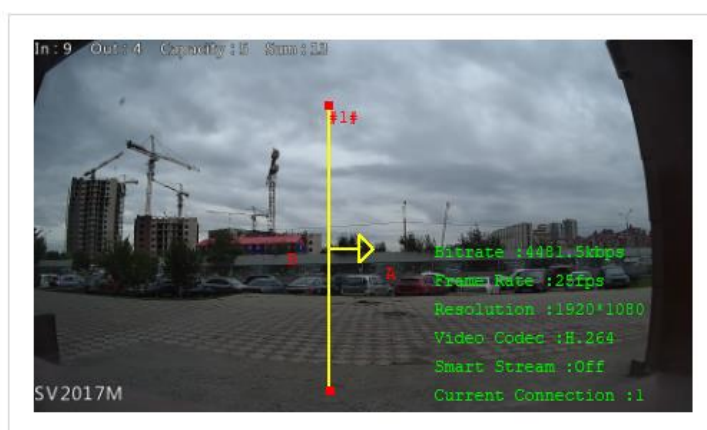 In:9 Out:4 Capacity:5 Sum:13
#1#
B
A
Bitrate :4481.5kbps
Frame Rate :25fps
Resolution :1920*1080
Video Codec :H.264
Smart Stream :Off
Current Connection :1
SV2017M